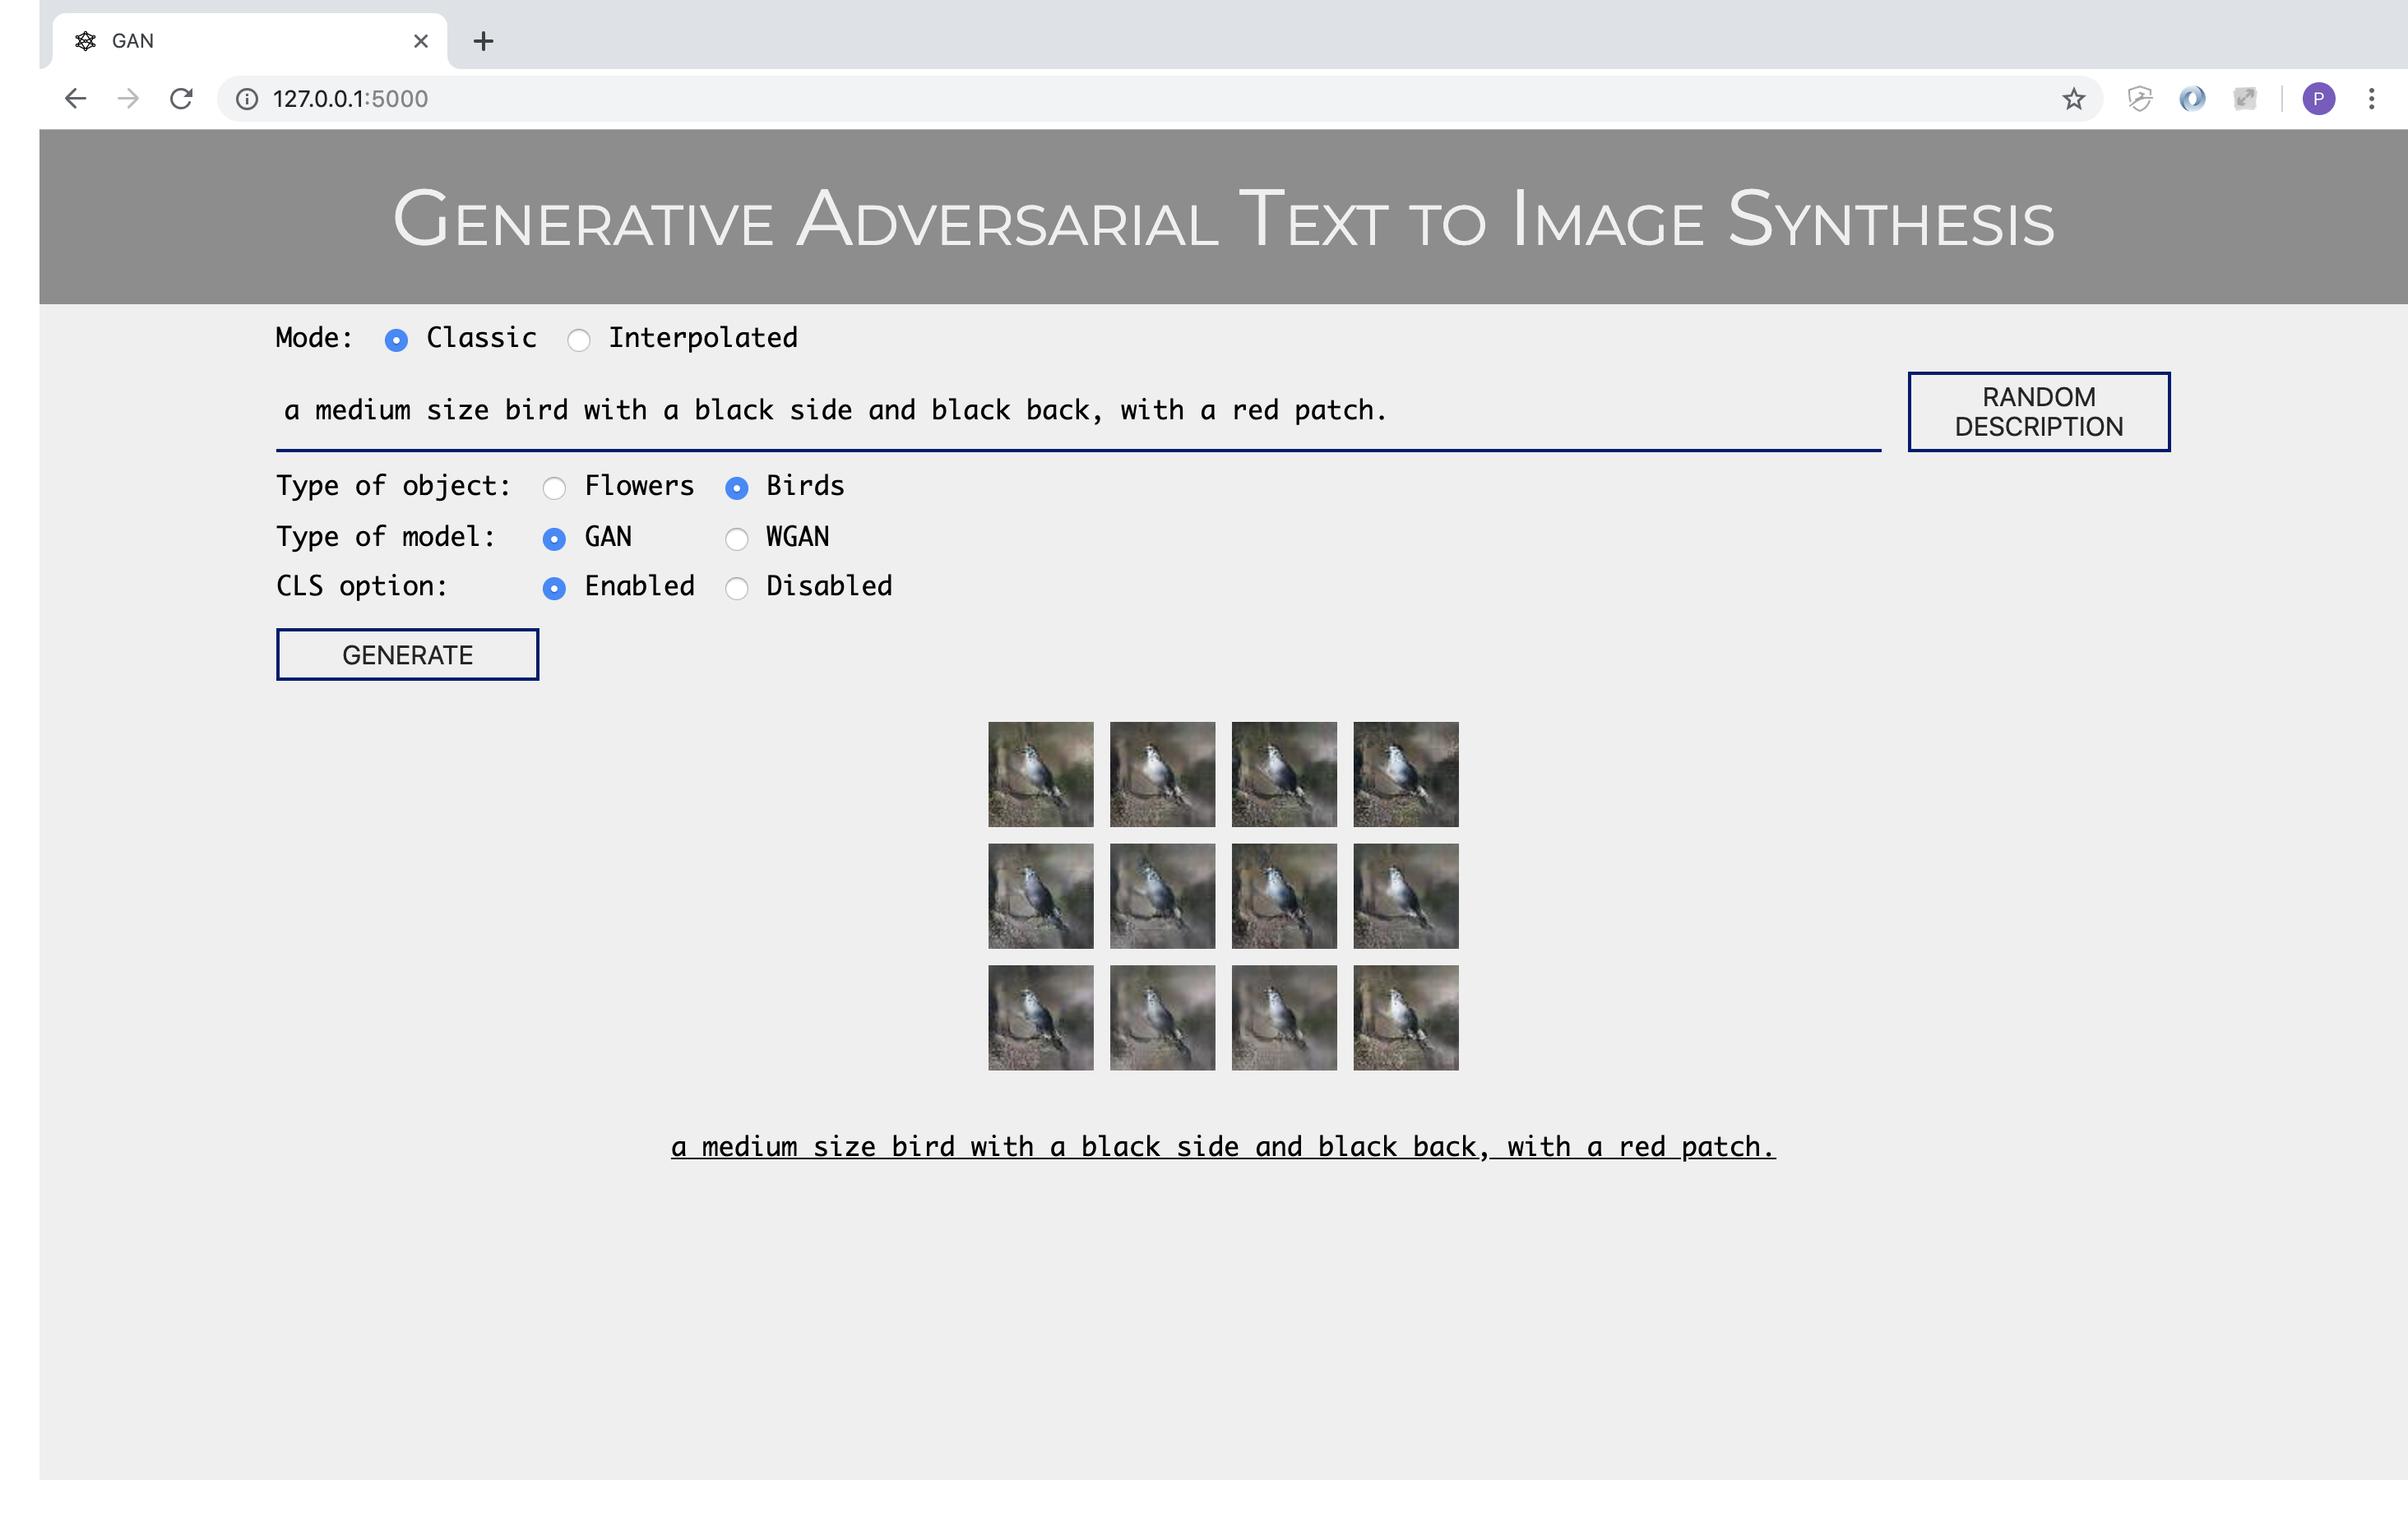 GAN
127.0.0.1:5000
P
Generative Adversarial Text to Image Synthesis
Mode: Classic Interpolated
a medium size bird with a black side and black back, with a red patch.
RANDOM
DESCRIPTION
Type of object: Flowers Birds
Type of model: GAN WGAN
CLS option: Enabled Disabled
GENERATE
a medium size bird with a black side and black back, with a red patch.